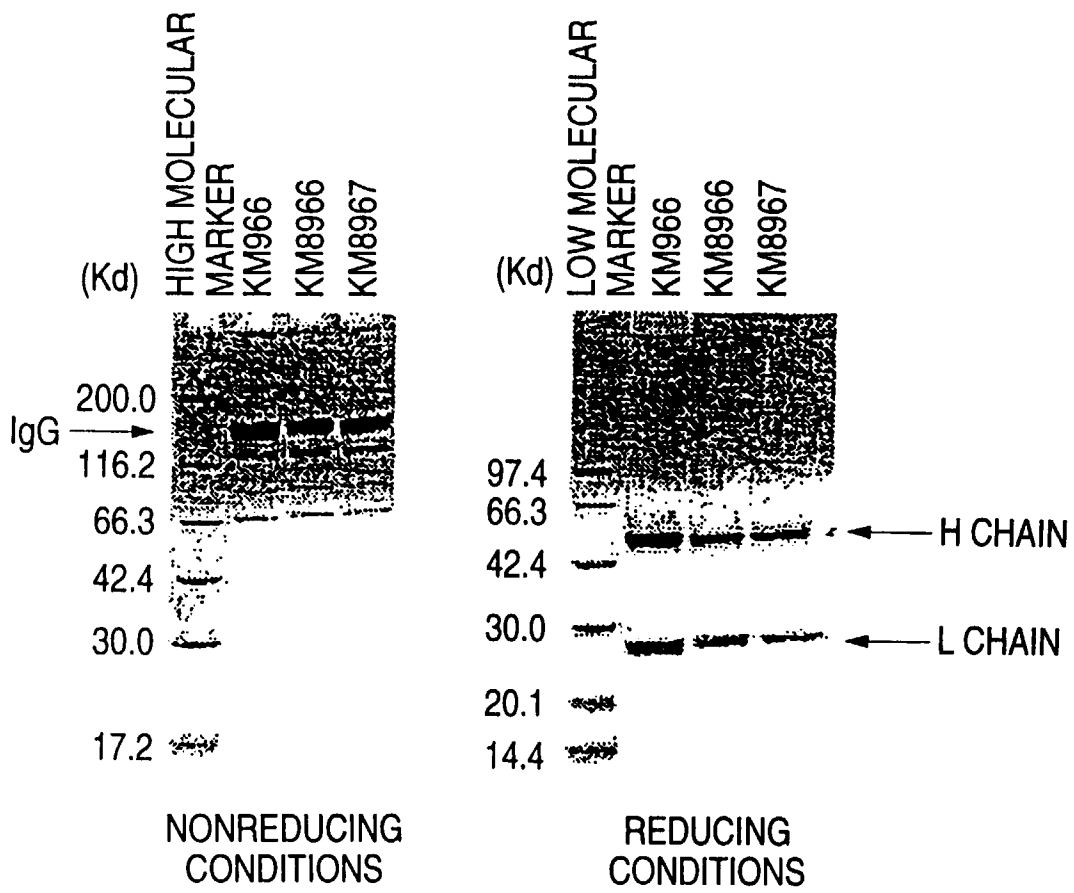 HIGH MOLECULAR
MARKER
KM966
KM8966
KM8967
(Kd)
200.0
IgG
116.2
66.3
42.4
30.0
17.2
NONREDUCING
CONDITIONS
LOW MOLECULAR
MARKER
KM966
KM8966
KM8967
(Kd)
97.4
66.3
H CHAIN
42.4
30.0
L CHAIN
20.1
14.4
REDUCING
CONDITIONS